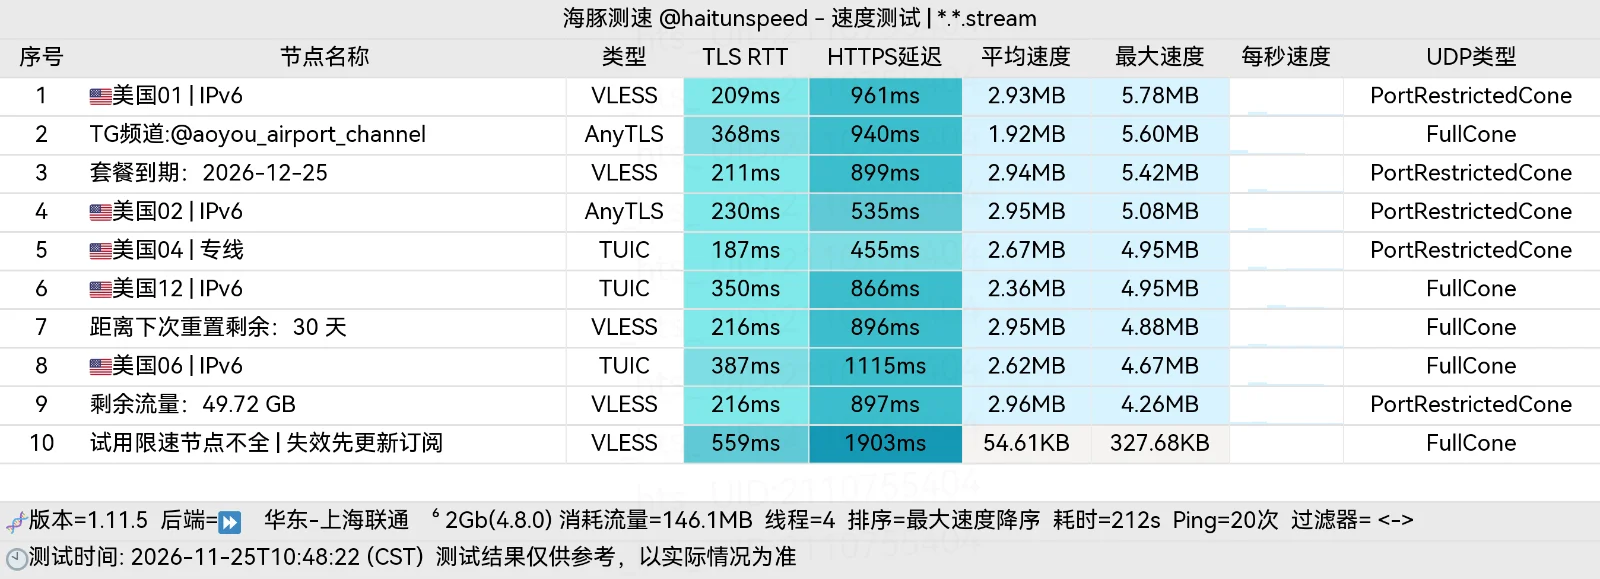 海豚测速 @haitunspeed - 速度测试 | *.*.stream
序号 节点名称 类型 TLS RTT HTTPS延迟 平均速度 最大速度 每秒速度 UDP类型
1 🇺🇸美国01 | IPv6 VLESS 209ms 961ms 2.93MB 5.78MB PortRestrictedCone
2 TG频道:@aoyou_airport_channel AnyTLS 368ms 940ms 1.92MB 5.60MB FullCone
3 套餐到期：2026-12-25 VLESS 211ms 899ms 2.94MB 5.42MB PortRestrictedCone
4 🇺🇸美国02 | IPv6 AnyTLS 230ms 535ms 2.95MB 5.08MB PortRestrictedCone
5 🇺🇸美国04 | 专线 TUIC 187ms 455ms 2.67MB 4.95MB PortRestrictedCone
6 🇺🇸美国12 | IPv6 TUIC 350ms 866ms 2.36MB 4.95MB FullCone
7 距离下次重置剩余：30 天 VLESS 216ms 896ms 2.95MB 4.88MB FullCone
8 🇺🇸美国06 | IPv6 TUIC 387ms 1115ms 2.62MB 4.67MB FullCone
9 剩余流量：49.72 GB VLESS 216ms 897ms 2.96MB 4.26MB PortRestrictedCone
10 试用限速节点不全 | 失效先更新订阅 VLESS 559ms 1903ms 54.61KB 327.68KB FullCone
🧬版本=1.11.5 后端=⏩ 华东-上海联通 ⁶ 2Gb(4.8.0) 消耗流量=146.1MB 线程=4 排序=最大速度降序 耗时=212s Ping=20次 过滤器= <->
🕙测试时间: 2026-11-25T10:48:22 (CST) 测试结果仅供参考，以实际情况为准